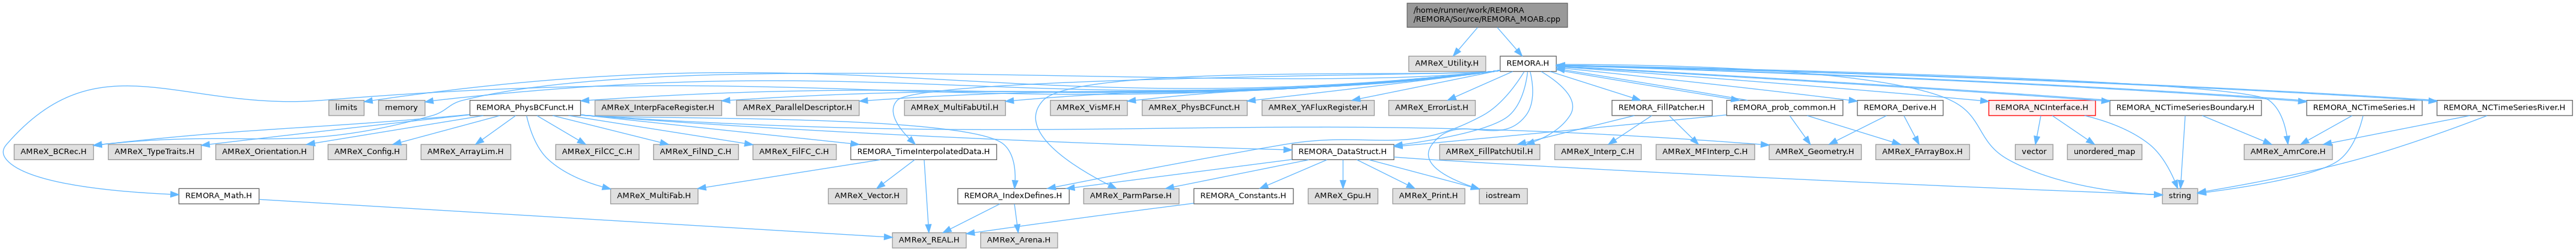 /home/runner/work/REMORA
/REMORA/Source/REMORA_MOAB.cpp
AMReX_Utility.H
REMORA.H
limits
memory
REMORA_PhysBCFunct.H
AMReX_InterpFaceRegister.H
AMReX_ParallelDescriptor.H
AMReX_MultiFabUtil.H
AMReX_VisMF.H
AMReX_PhysBCFunct.H
AMReX_YAFluxRegister.H
AMReX_ErrorList.H
REMORA_FillPatcher.H
REMORA_prob_common.H
REMORA_Derive.H
REMORA_NCInterface.H
REMORA_NCTimeSeriesBoundary.H
REMORA_NCTimeSeries.H
REMORA_NCTimeSeriesRiver.H
AMReX_BCRec.H
AMReX_TypeTraits.H
AMReX_Orientation.H
AMReX_Config.H
AMReX_ArrayLim.H
AMReX_FilCC_C.H
AMReX_FilND_C.H
AMReX_FilFC_C.H
REMORA_TimeInterpolatedData.H
REMORA_DataStruct.H
AMReX_FillPatchUtil.H
AMReX_Interp_C.H
AMReX_MFInterp_C.H
AMReX_Geometry.H
AMReX_FArrayBox.H
vector
unordered_map
AMReX_AmrCore.H
REMORA_Math.H
AMReX_MultiFab.H
AMReX_Vector.H
REMORA_IndexDefines.H
AMReX_ParmParse.H
REMORA_Constants.H
AMReX_Gpu.H
AMReX_Print.H
iostream
string
AMReX_REAL.H
AMReX_Arena.H